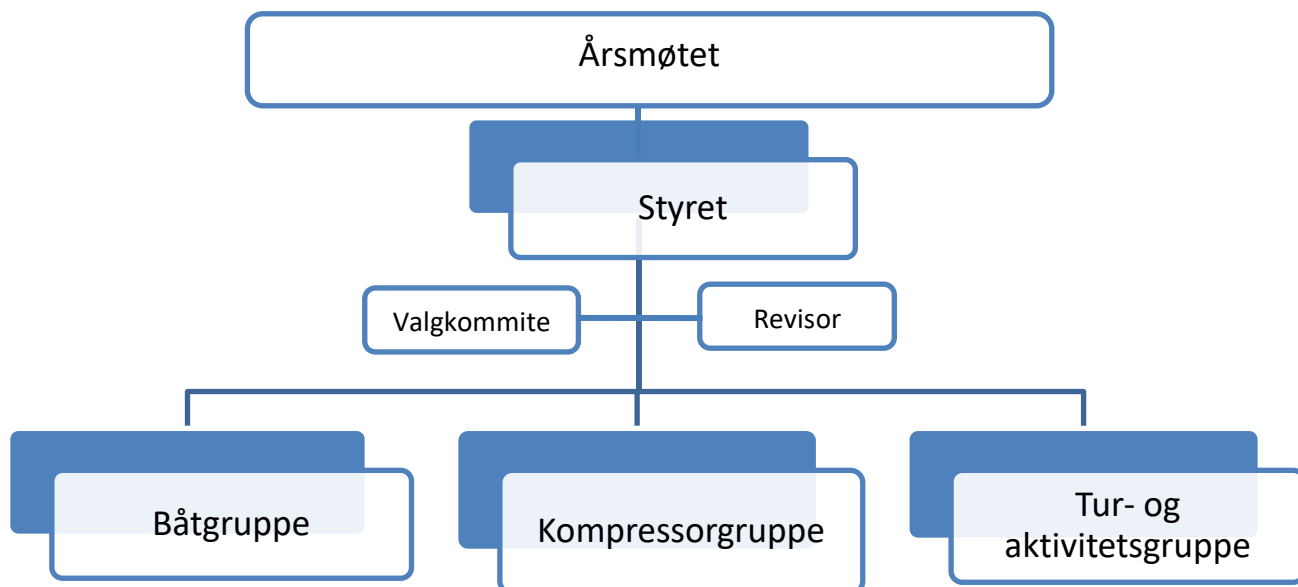 Årsmøtet
Styret
Valgkommite
Revisor
Båtgruppe
Kompressorgruppe
Tur- og
aktivitetsgruppe